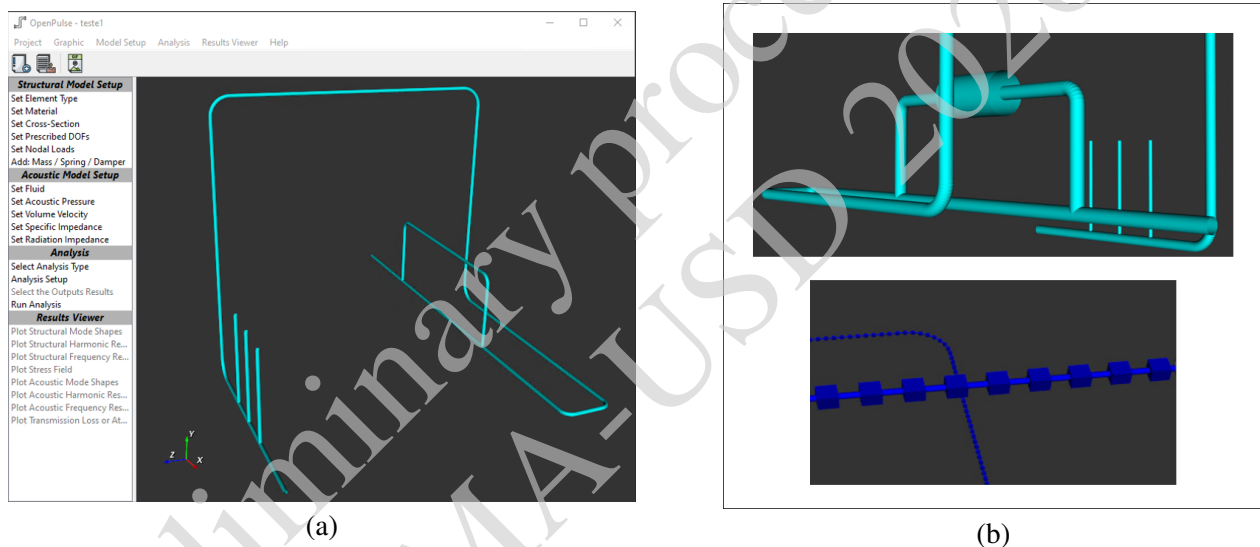 OpenPulse - teste1
Project Graphic Model Setup Analysis Results Viewer Help
Structural Model Setup
Set Element Type
Set Material
Set Cross-Section
Set Prescribed DOFs
Set Nodal Loads
Add: Mass / Spring / Damper
Acoustic Model Setup
Set Fluid
Set Acoustic Pressure
Set Volume Velocity
Set Specific Impedance
Set Radiation Impedance
Analysis
Select Analysis Type
Analysis Setup
Select the Outputs Results
Run Analysis
Results Viewer
Plot Structural Mode Shapes
Plot Structural Harmonic Re...
Plot Structural Frequency Re...
Plot Stress Field
Plot Acoustic Mode Shapes
Plot Acoustic Harmonic Res...
Plot Acoustic Frequency Res...
Plot Transmission Loss or At...
Y
Z
X
(a)
(b)
liminary proc
MA-USD 202